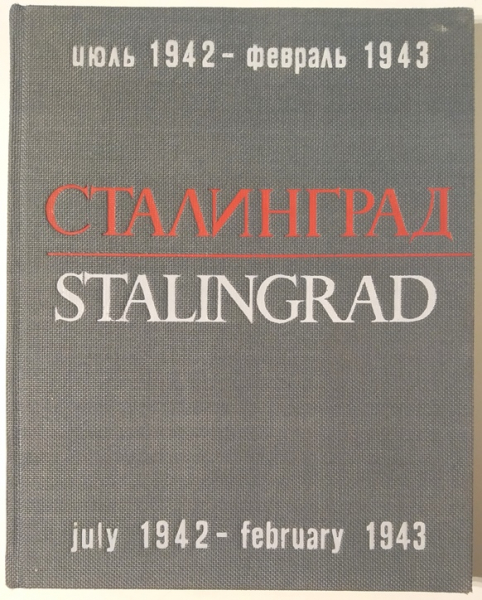 июль 1942 - февраль 1943
СТАЛИНГРАД
STALINGRAD
july 1942 - february 1943